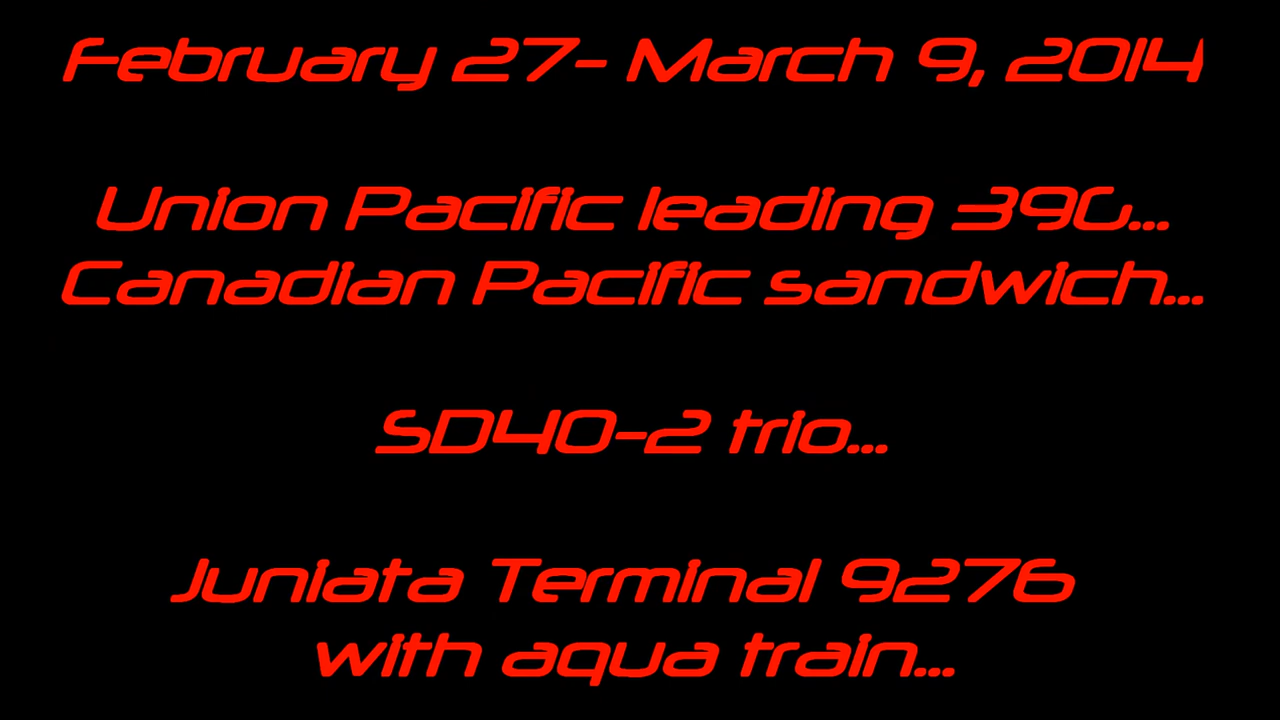 February 27- March 9, 2014
Union Pacific leading 39G...
Canadian Pacific sandwich...
SD40-2 trio...
Juniata Terminal 9276
with aqua train...